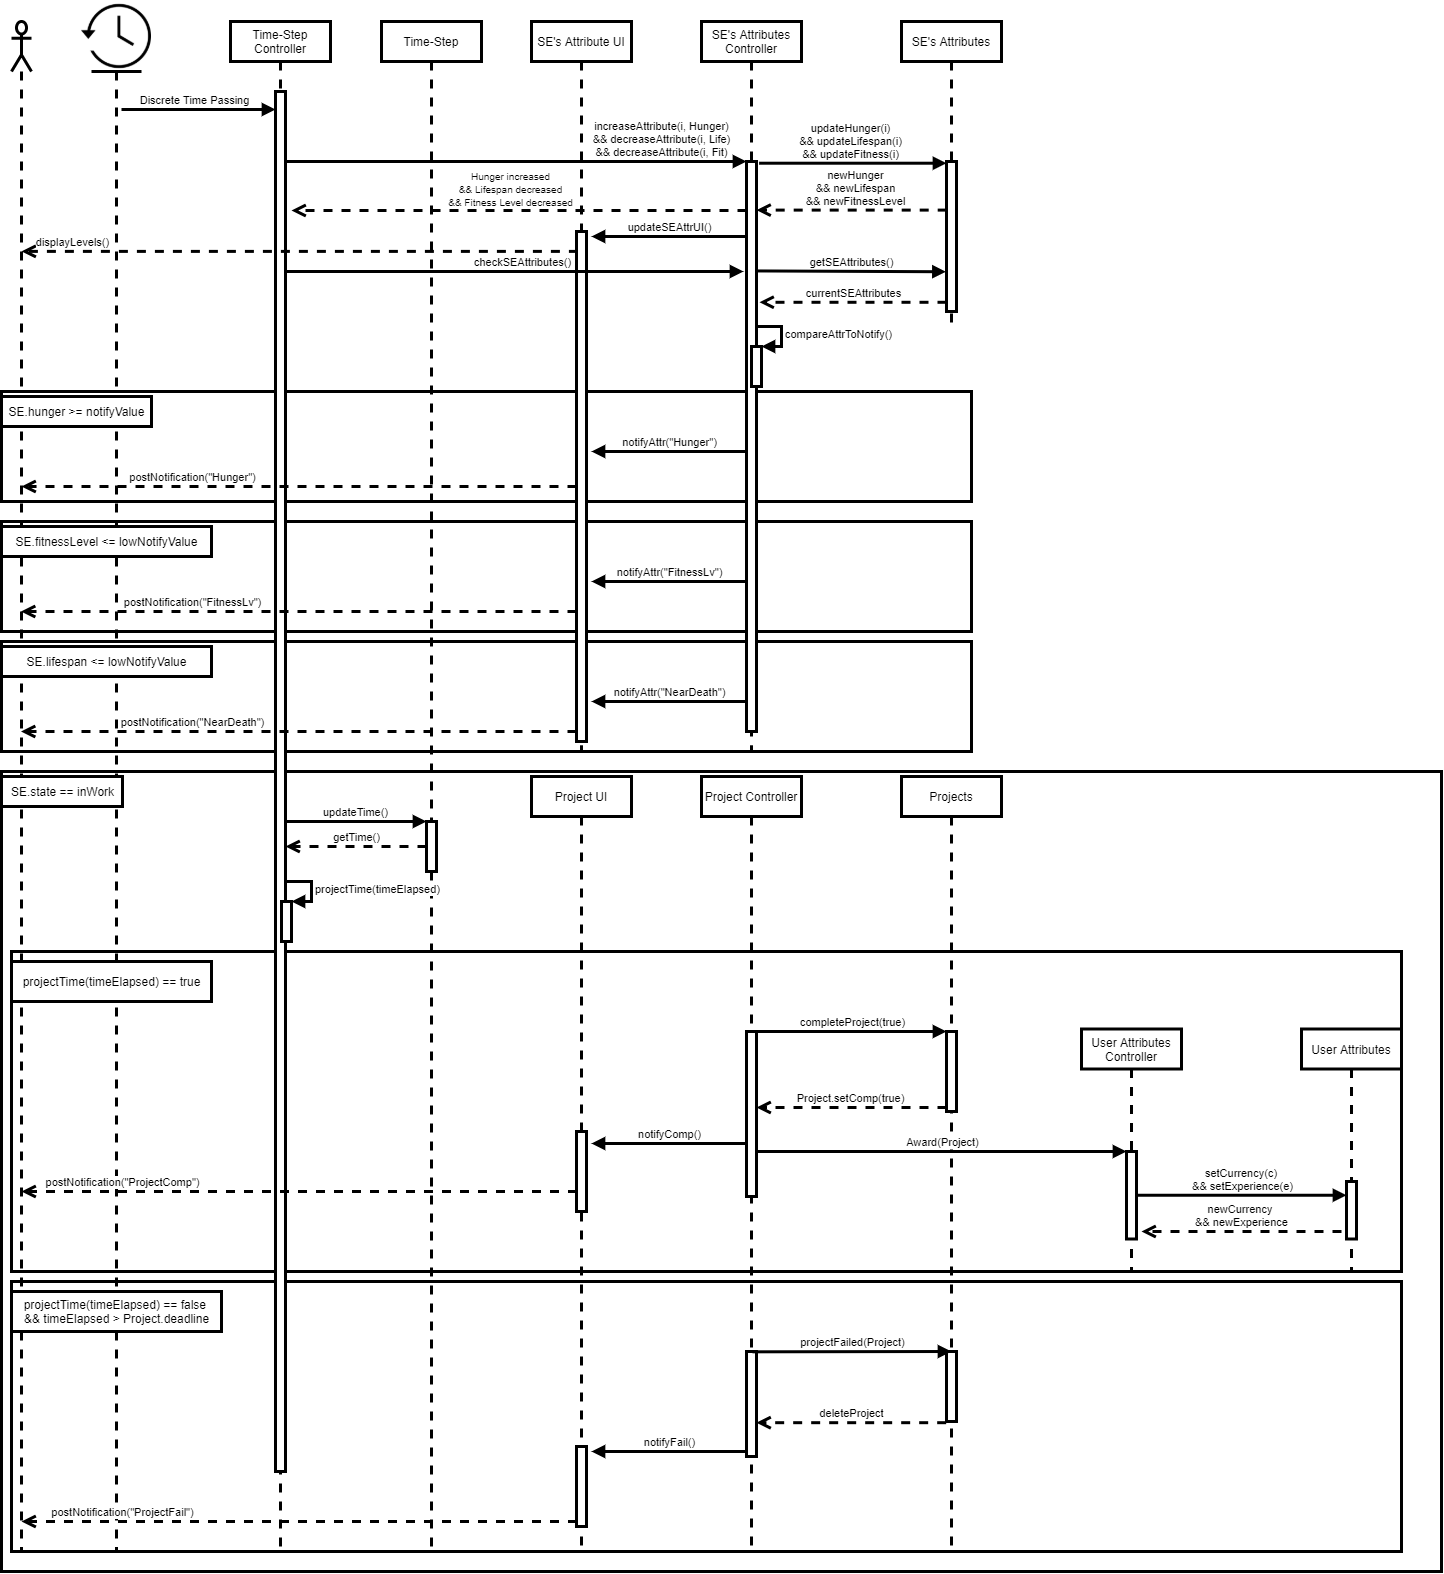 Time-Step
Controller
Time-Step
SE's Attribute UI
SE's Attributes
Controller
SE's Attributes
Discrete Time Passing
increaseAttribute(i, Hunger)
&& decreaseAttribute(i, Life)
&& decreaseAttribute(i, Fit)
updateHunger(i)
&& updateLifespan(i)
&& updateFitness(i)
Hunger increased
&& Lifespan decreased
&& Fitness Level decreased
newHunger
&& newLifespan
&& newFitnessLevel
updateSEAttrUI()
displayLevels()
checkSEAttributes()
getSEAttributes()
currentSEAttributes
compareAttrToNotify()
SE.hunger >= notifyValue
notifyAttr("Hunger")
postNotification("Hunger")
SE.fitnessLevel <= lowNotifyValue
notifyAttr("FitnessLv")
postNotification("FitnessLv")
SE.lifespan <= lowNotifyValue
notifyAttr("NearDeath")
postNotification("NearDeath")
SE.state == inWork
Project UI
Project Controller
Projects
updateTime()
getTime()
projectTime(timeElapsed)
projectTime(timeElapsed) == true
completeProject(true)
User Attributes
Controller
User Attributes
Project.setComp(true)
notifyComp()
Award(Project)
postNotification("ProjectComp")
setCurrency(c)
&& setExperience(e)
newCurrency
&& newExperience
projectTime(timeElapsed) == false
&& timeElapsed > Project.deadline
projectFailed(Project)
deleteProject
notifyFail()
postNotification("ProjectFail")